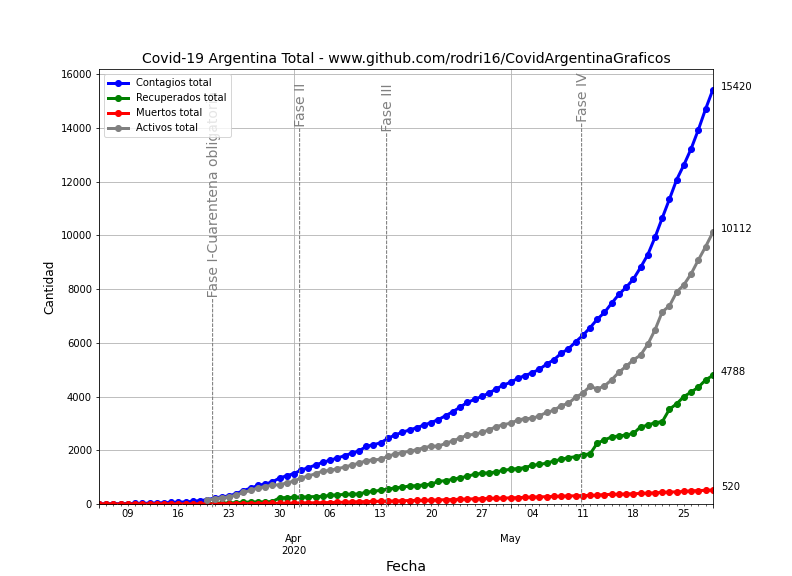 Covid-19 Argentina Total - www.github.com/rodri16/CovidArgentinaGraficos
Contagios total
Recuperados total
Muertos total
Activos total
Fase I-Cuarentena obligatoria
Fase II
Fase III
Fase IV
16000
14000
12000
10000
8000
6000
4000
2000
0
Cantidad
15420
10112
4788
520
09
16
23
30
06
13
20
27
04
11
18
25
Apr
2020
May
Fecha